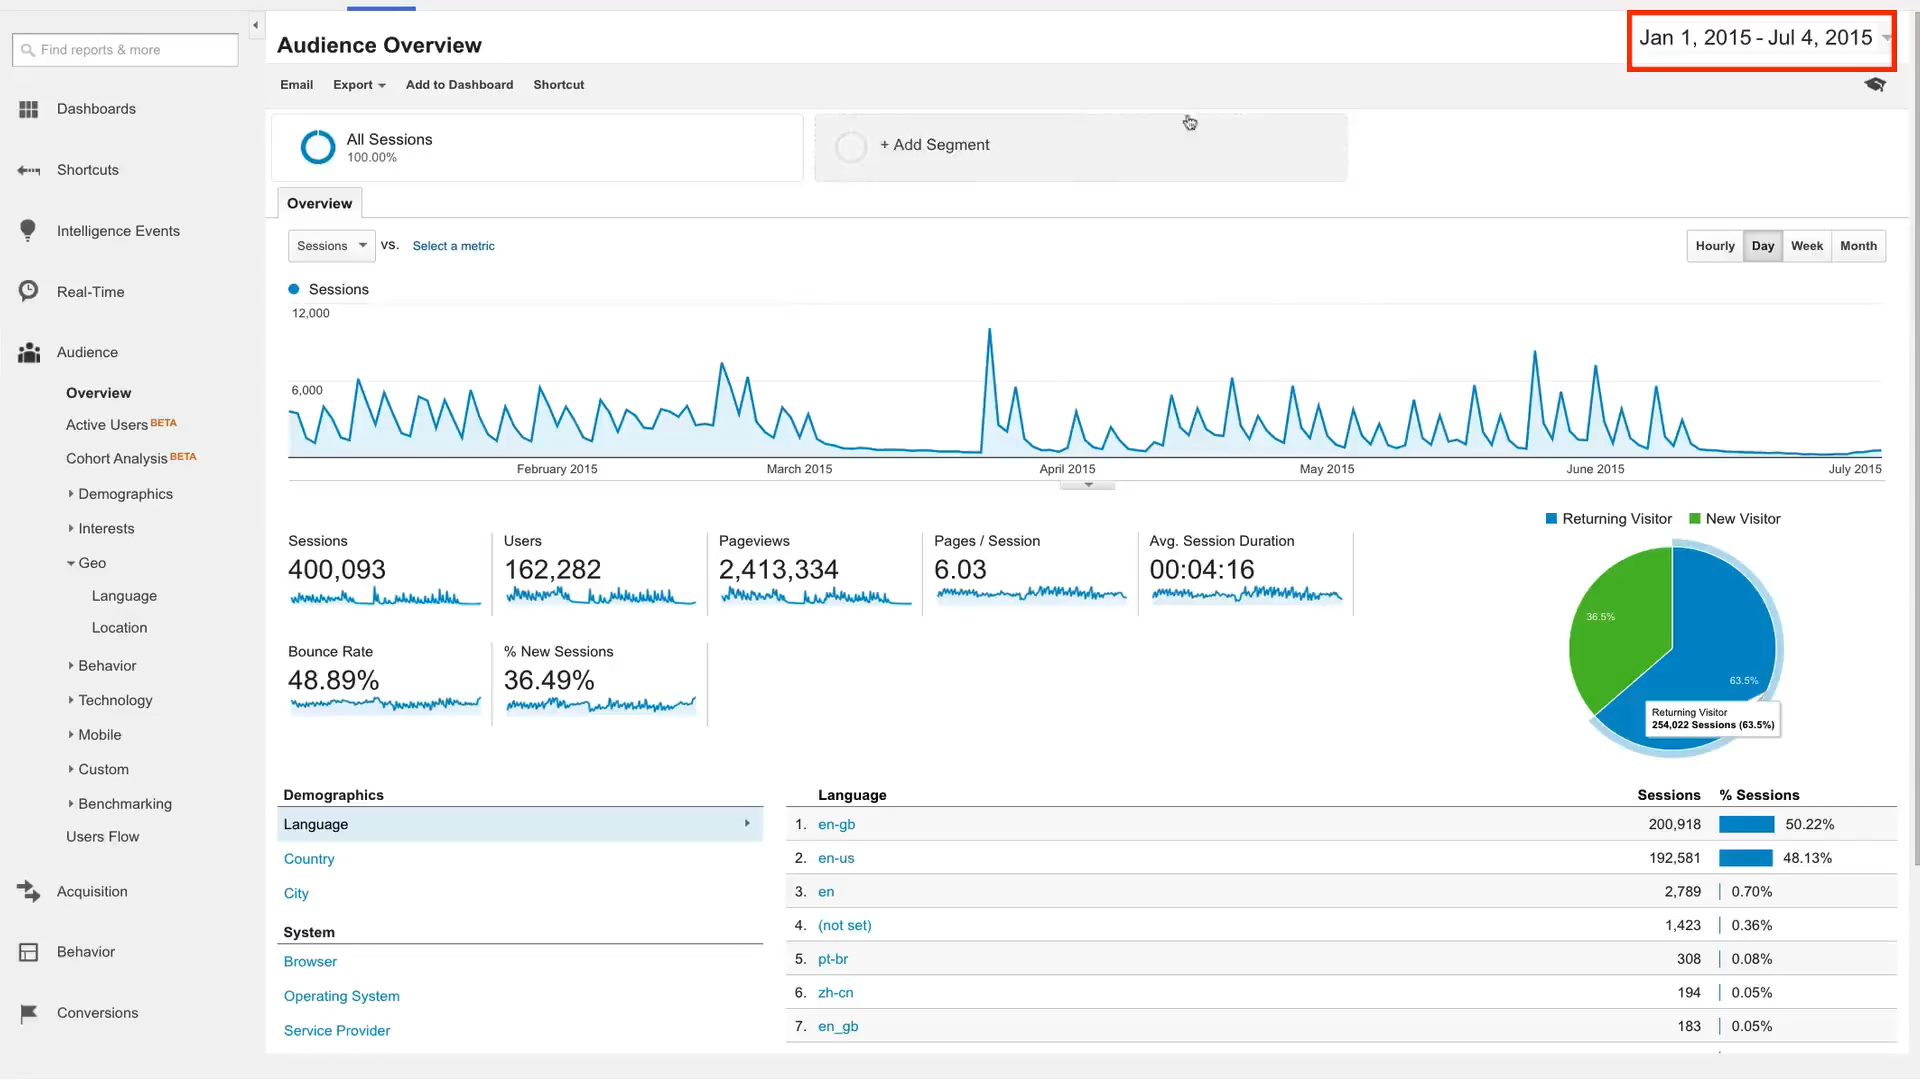 Find reports & more
Dashboards
Shortcuts
Intelligence Events
Real-Time
Audience
Overview
Active Users BETA
Cohort Analysis BETA
Demographics
Interests
Geo
Language
Location
Behavior
Technology
Mobile
Custom
Benchmarking
Users Flow
Acquisition
Behavior
Conversions
Audience Overview
Jan 1, 2015 - Jul 4, 2015
Email Export Add to Dashboard Shortcut
All Sessions
100.00%
+ Add Segment
Overview
Sessions VS. Select a metric
Hourly Day Week Month
Sessions
12,000
6,000
February 2015 March 2015 April 2015 May 2015 June 2015 July 2015
Sessions
400,093
Users
162,282
Pageviews
2,413,334
Pages / Session
6.03
Avg. Session Duration
00:04:16
Bounce Rate
48.89%
% New Sessions
36.49%
Returning Visitor New Visitor
36.5%
63.5%
Returning Visitor
254,022 Sessions (63.5%)
Demographics
Language
Country
City
System
Browser
Operating System
Service Provider
Language Sessions % Sessions
1. en-gb 200,918 50.22%
2. en-us 192,581 48.13%
3. en 2,789 0.70%
4. (not set) 1,423 0.36%
5. pt-br 308 0.08%
6. zh-cn 194 0.05%
7. en_gb 183 0.05%